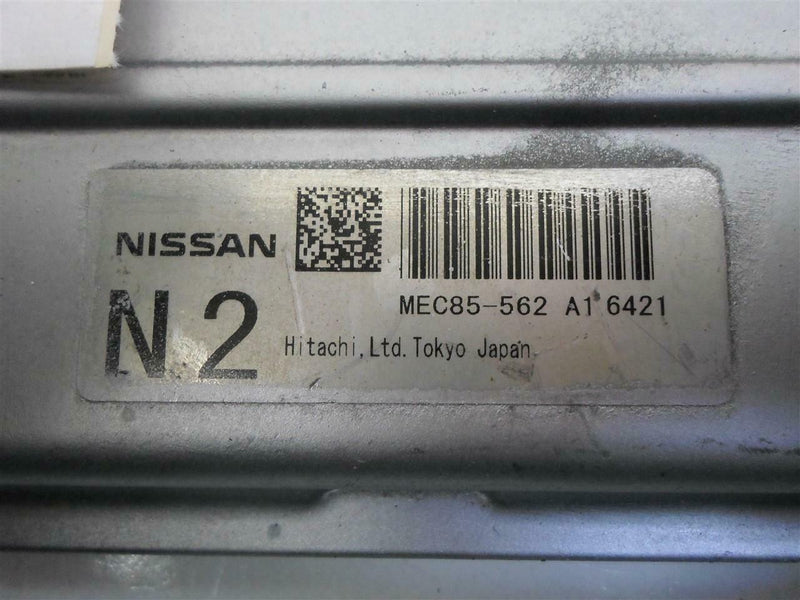 NISSAN
MEC85-562 A1 6421
N2
Hitachi, Ltd. Tokyo Japan